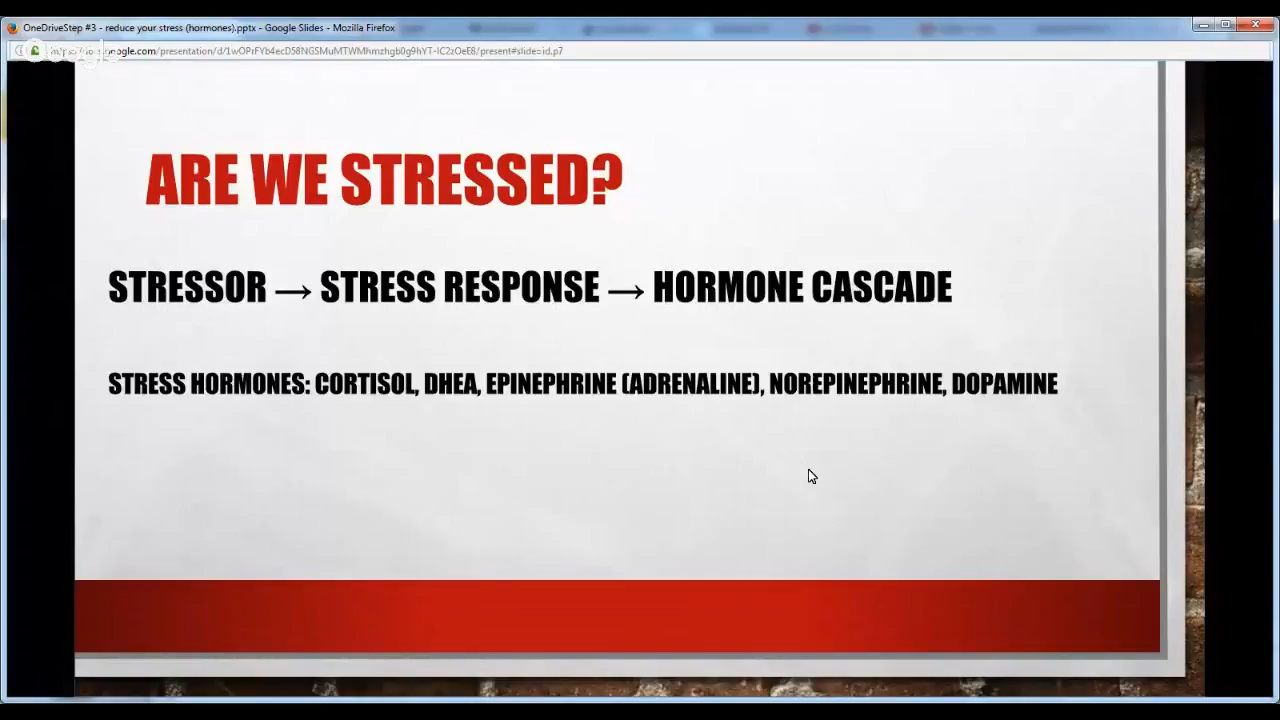 OneDriveStep #3 - reduce your stress (hormones).pptx - Google Slides - Mozilla Firefox
Google
ARE WE STRESSED?
STRESSOR → STRESS RESPONSE → HORMONE CASCADE
STRESS HORMONES: CORTISOL, DHEA, EPINEPHRINE (ADRENALINE), NOREPINEPHRINE, DOPAMINE